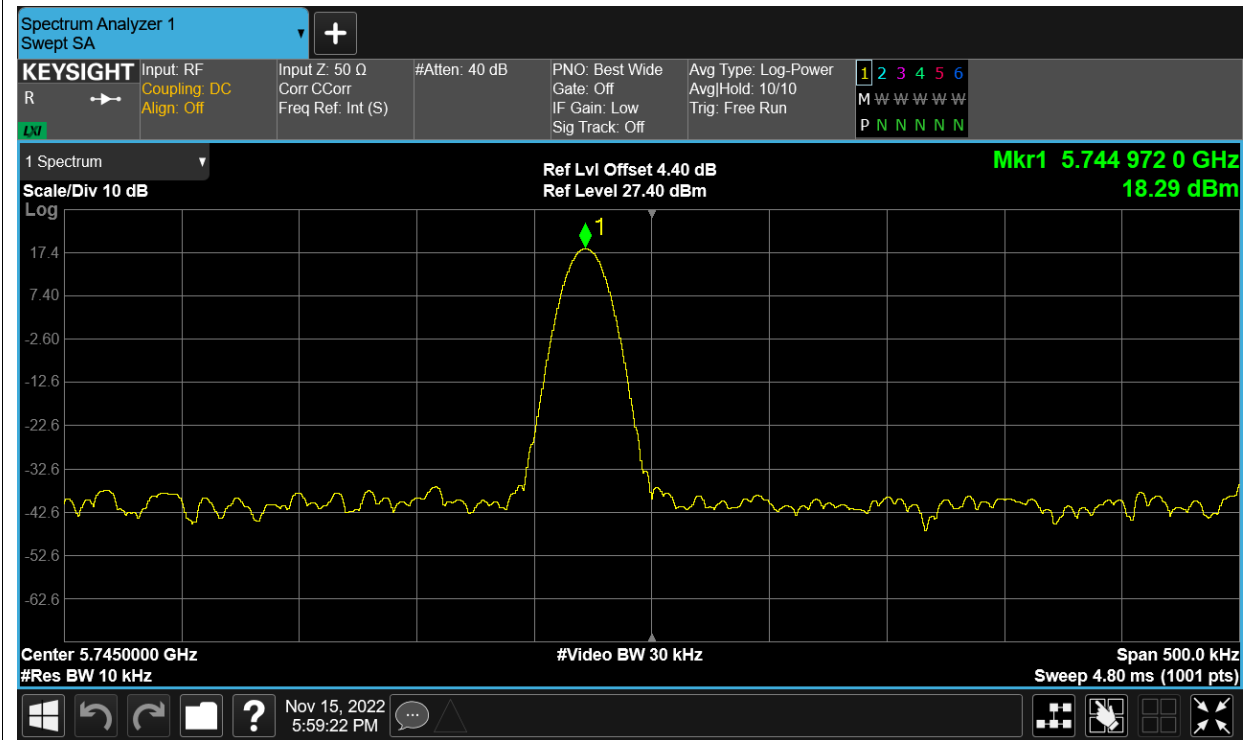 Spectrum Analyzer 1
Swept SA
+
KEYSIGHT
R
LXI
Input: RF
Coupling: DC
Align: Off
Input Z: 50 Ω
Corr CCorr
Freq Ref: Int (S)
#Atten: 40 dB
PNO: Best Wide
Gate: Off
IF Gain: Low
Sig Track: Off
Avg Type: Log-Power
Avg|Hold: 10/10
Trig: Free Run
1 2 3 4 5 6
M W W W W W
P N N N N N
1 Spectrum
Scale/Div 10 dB
Log
Ref Lvl Offset 4.40 dB
Ref Level 27.40 dBm
Mkr1 5.744 972 0 GHz
18.29 dBm
1
17.4
7.40
-2.60
-12.6
-22.6
-32.6
-42.6
-52.6
-62.6
Center 5.7450000 GHz
#Res BW 10 kHz
#Video BW 30 kHz
Span 500.0 kHz
Sweep 4.80 ms (1001 pts)
?
Nov 15, 2022
5:59:22 PM